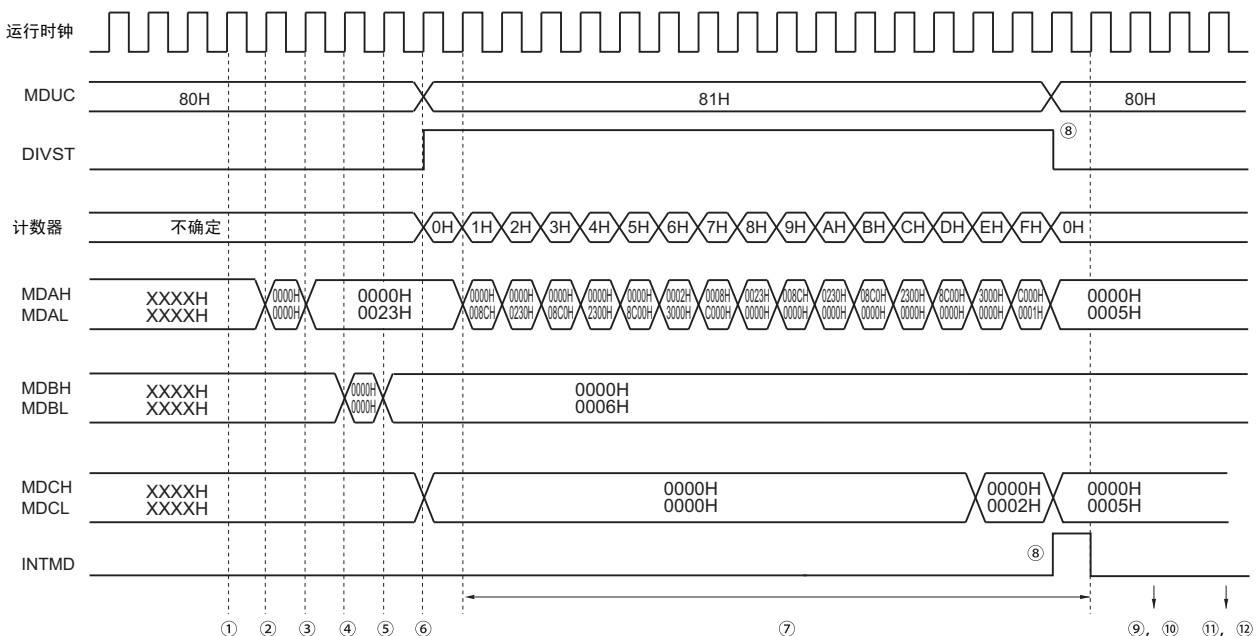 运行时钟
MDUC 80H 81H 80H
DIVST ⑧
计数器 不确定 0H 1H 2H 3H 4H 5H 6H 7H 8H 9H AH BH CH DH EH FH 0H
MDAH XXXXH 0000H 0000H 0000H 0000H 0000H 0000H 0000H 0002H 0008H 0023H 008CH 0230H 08C0H 2300H 8C00H 3000H C000H 0000H
MDAL XXXXH 0000H 0023H 008CH 0230H 08C0H 2300H 8C00H 3000H C000H 0000H 0000H 0000H 0000H 0000H 0000H 0000H 0001H 0005H
MDBH XXXXH 0000H 0000H
MDBL XXXXH 0000H 0006H
MDCH XXXXH 0000H 0000H 0000H
MDCL XXXXH 0000H 0002H 0005H
INTMD ⑧
① ② ③ ④ ⑤ ⑥ ⑦ ⑨, ⑩ ⑪, ⑫